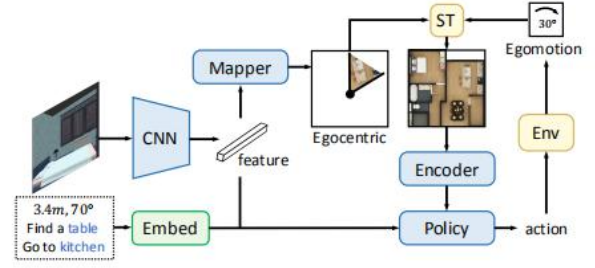 ST
30°
Egomotion
Mapper
Egocentric
CNN
feature
Env
Encoder
3.4m, 70°
Find a table
Go to kitchen
Embed
Policy
action